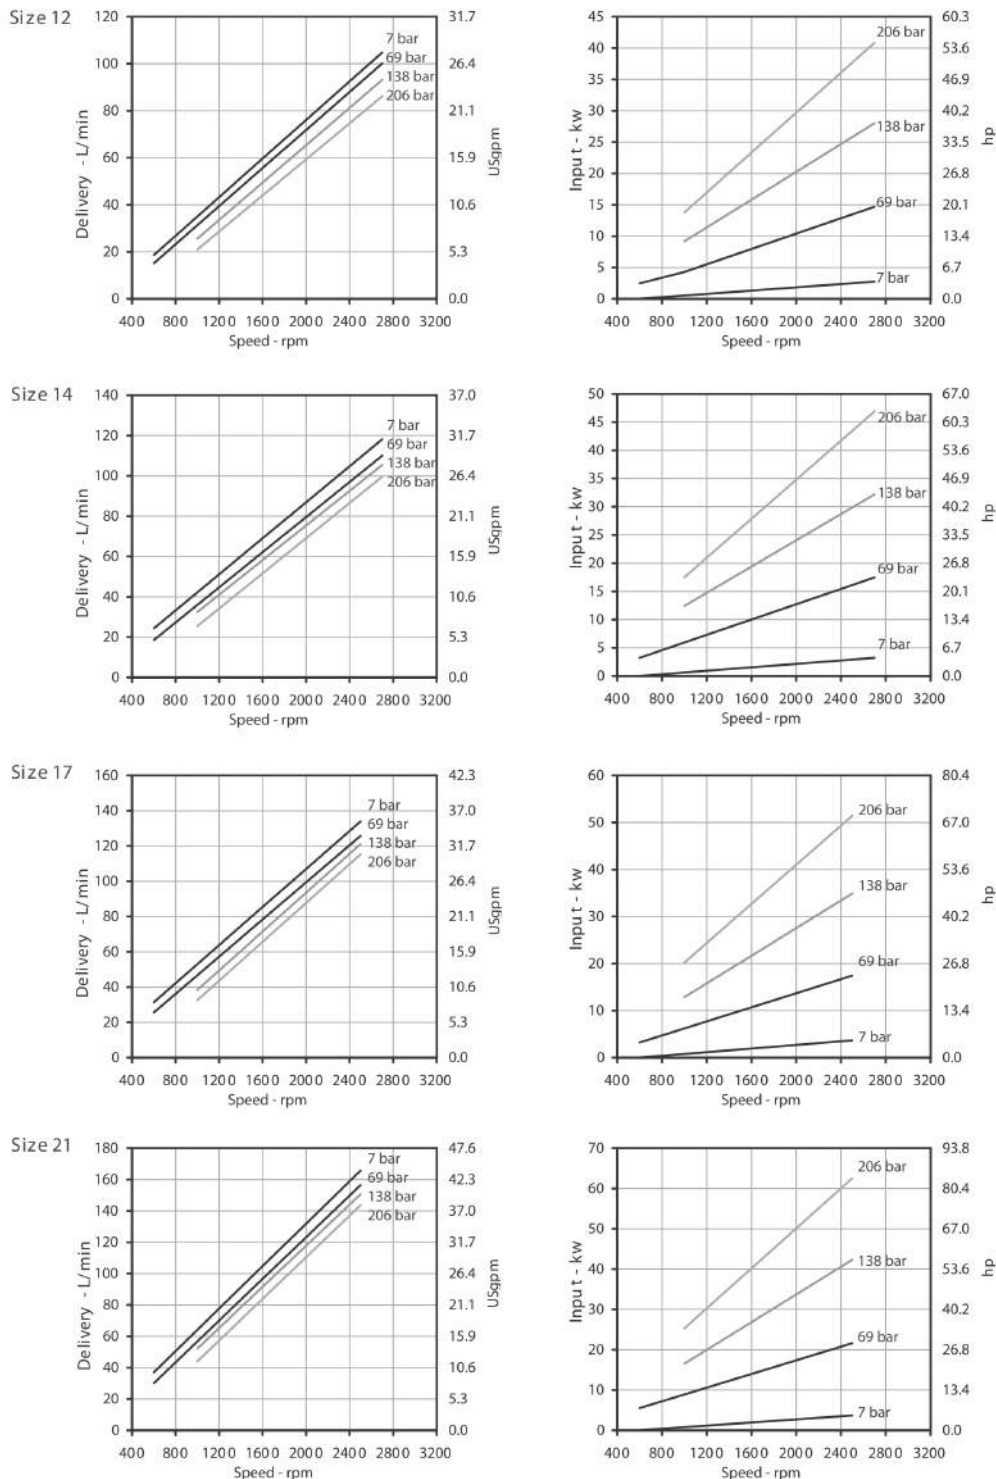 Size 12
120
100
80
60
40
20
0
Delivery - L/min
7 bar
69 bar
138 bar
206 bar
31.7
26.4
21.1
15.9
10.6
5.3
0.0
USgpm
400 800 1200 1600 2000 2400 2800 3200
Speed - rpm
45
40
35
30
25
20
15
10
5
0
Input - kw
206 bar
138 bar
69 bar
7 bar
60.3
53.6
46.9
40.2
33.5
26.8
20.1
13.4
6.7
0.0
hp
400 800 1200 1600 2000 2400 2800 3200
Speed - rpm
Size 14
140
120
100
80
60
40
20
0
Delivery - L/min
7 bar
69 bar
138 bar
206 bar
37.0
31.7
26.4
21.1
15.9
10.6
5.3
0.0
USgpm
400 800 1200 1600 2000 2400 2800 3200
Speed - rpm
50
45
40
35
30
25
20
15
10
5
0
Input - kw
206 bar
138 bar
69 bar
7 bar
67.0
60.3
53.6
46.9
40.2
33.5
26.8
20.1
13.4
6.7
0.0
hp
400 800 1200 1600 2000 2400 2800 3200
Speed - rpm
Size 17
160
140
120
100
80
60
40
20
0
Delivery - L/min
7 bar
69 bar
138 bar
206 bar
42.3
37.0
31.7
26.4
21.1
15.9
10.6
5.3
0.0
USgpm
400 800 1200 1600 2000 2400 2800 3200
Speed - rpm
60
50
40
30
20
10
0
Input - kw
206 bar
138 bar
69 bar
7 bar
80.4
67.0
53.6
40.2
26.8
13.4
0.0
hp
400 800 1200 1600 2000 2400 2800 3200
Speed - rpm
Size 21
180
160
140
120
100
80
60
40
20
0
Delivery - L/min
7 bar
69 bar
138 bar
206 bar
47.6
42.3
37.0
31.7
26.4
21.1
15.9
10.6
5.3
0.0
USgpm
400 800 1200 1600 2000 2400 2800 3200
Speed - rpm
70
60
50
40
30
20
10
0
Input - kw
206 bar
138 bar
69 bar
7 bar
93.8
80.4
67.0
53.6
40.2
26.8
13.4
0.0
hp
400 800 1200 1600 2000 2400 2800 3200
Speed - rpm